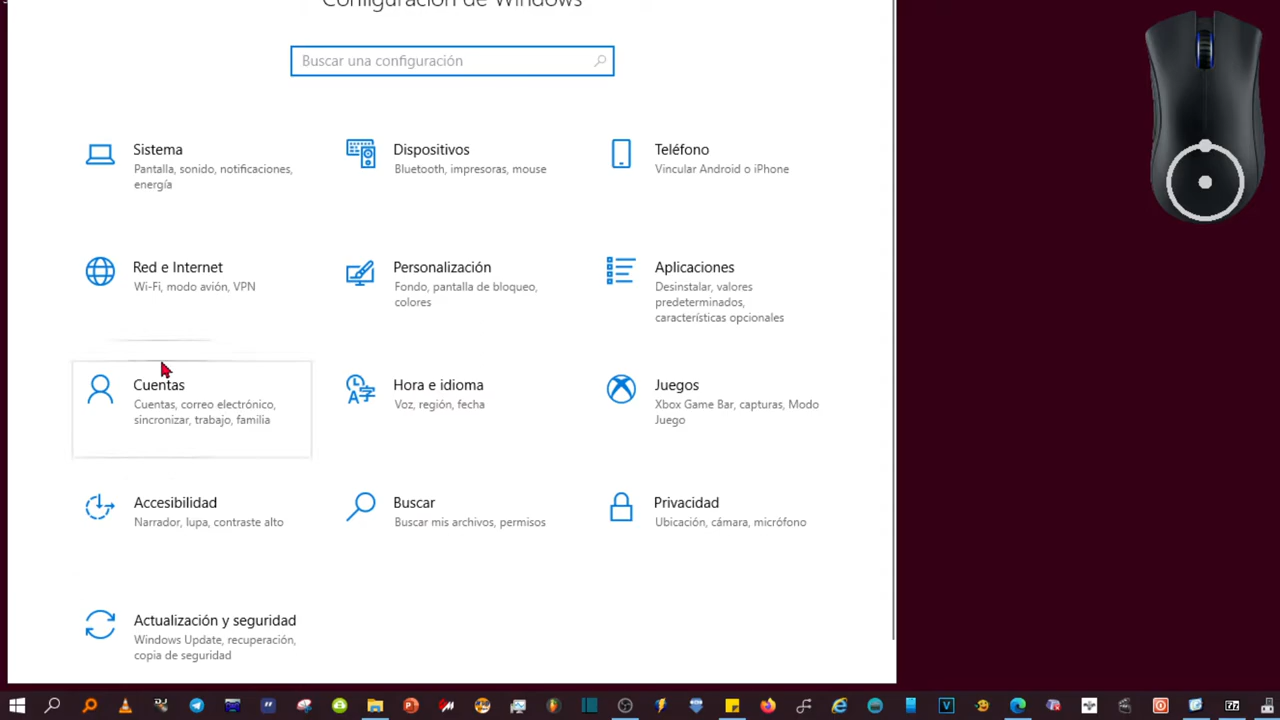 Configuración de Windows
Buscar una configuración
Sistema
Pantalla, sonido, notificaciones,
energía
Dispositivos
Bluetooth, impresoras, mouse
Teléfono
Vincular Android o iPhone
Red e Internet
Wi-Fi, modo avión, VPN
Personalización
Fondo, pantalla de bloqueo,
colores
Aplicaciones
Desinstalar, valores
predeterminados,
características opcionales
Cuentas
Cuentas, correo electrónico,
sincronizar, trabajo, familia
Hora e idioma
Voz, región, fecha
Juegos
Xbox Game Bar, capturas, Modo
Juego
Accesibilidad
Narrador, lupa, contraste alto
Buscar
Buscar mis archivos, permisos
Privacidad
Ubicación, cámara, micrófono
Actualización y seguridad
Windows Update, recuperación,
copia de seguridad